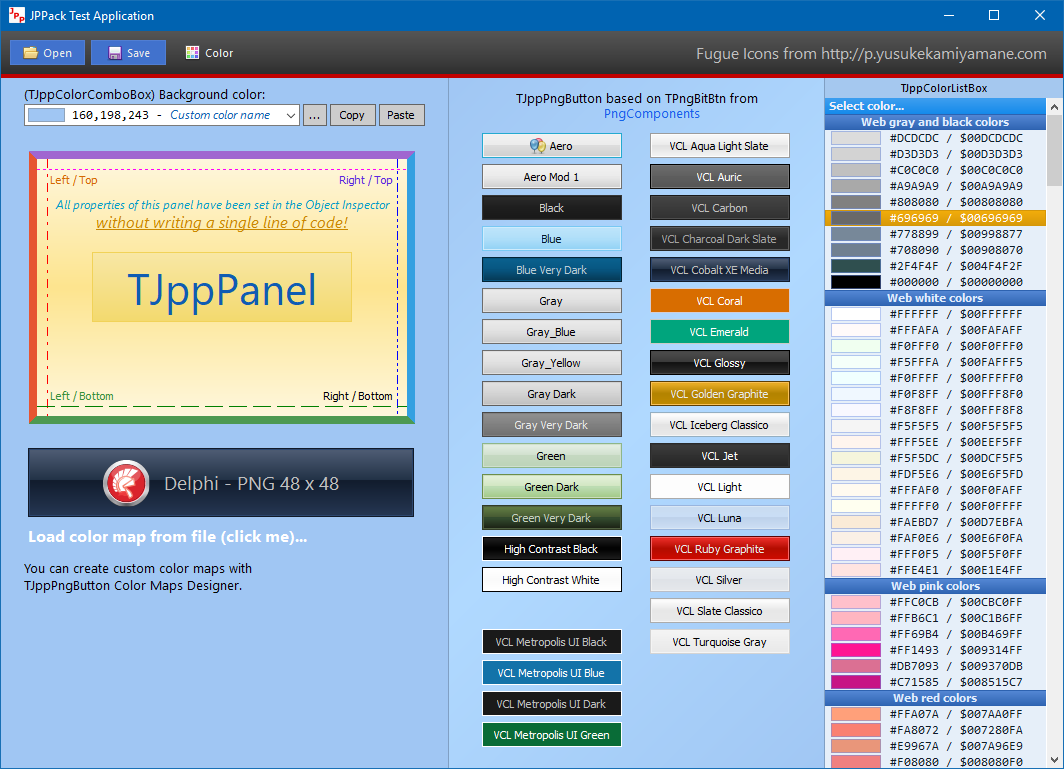 JPPack Test Application
Open
Save
Color
Fugue Icons from http://p.yusukekamiyamane.com
(TJppColorComboBox) Background color:
160,198,243 - Custom color name
...
Copy
Paste
Left / Top
Right / Top
All properties of this panel have been set in the Object Inspector
without writing a single line of code!
TJppPanel
Left / Bottom
Right / Bottom
Delphi - PNG 48 x 48
Load color map from file (click me)...
You can create custom color maps with
TJppPngButton Color Maps Designer.
TJppPngButton based on TPngBitBtn from
PngComponents
Aero
Aero Mod 1
Black
Blue
Blue Very Dark
Gray
Gray_Blue
Gray_Yellow
Gray Dark
Gray Very Dark
Green
Green Dark
Green Very Dark
High Contrast Black
High Contrast White
VCL Metropolis UI Black
VCL Metropolis UI Blue
VCL Metropolis UI Dark
VCL Metropolis UI Green
VCL Aqua Light Slate
VCL Auric
VCL Carbon
VCL Charcoal Dark Slate
VCL Cobalt XE Media
VCL Coral
VCL Emerald
VCL Glossy
VCL Golden Graphite
VCL Iceberg Classico
VCL Jet
VCL Light
VCL Luna
VCL Ruby Graphite
VCL Silver
VCL Slate Classico
VCL Turquoise Gray
TJppColorListBox
Select color...
Web gray and black colors
#DCDCDC / $00DCDCDC
#D3D3D3 / $00D3D3D3
#C0C0C0 / $00C0C0C0
#A9A9A9 / $00A9A9A9
#808080 / $00808080
#696969 / $00696969
#778899 / $00998877
#708090 / $00908070
#2F4F4F / $004F4F2F
#000000 / $00000000
Web white colors
#FFFFFF / $00FFFFFF
#FFFAFA / $00FAFAFF
#F0FFF0 / $00F0FFF0
#F5FFFA / $00FAFFF5
#F0FFFF / $00FFFFF0
#F0F8FF / $00FFF8F0
#F8F8FF / $00FFF8F8
#F5F5F5 / $00F5F5F5
#FFF5EE / $00EEF5FF
#F5F5DC / $00DCF5F5
#FDF5E6 / $00E6F5FD
#FFFAF0 / $00F0FAFF
#FFFFF0 / $00F0FFFF
#FAEBD7 / $00D7EBFA
#FAF0E6 / $00E6F0FA
#FFF0F5 / $00F5F0FF
#FFE4E1 / $00E1E4FF
Web pink colors
#FFC0CB / $00CBC0FF
#FFB6C1 / $00C1B6FF
#FF69B4 / $00B469FF
#FF1493 / $009314FF
#DB7093 / $009370DB
#C71585 / $008515C7
Web red colors
#FFA07A / $007AA0FF
#FA8072 / $007280FA
#E9967A / $007A96E9
#F08080 / $008080F0